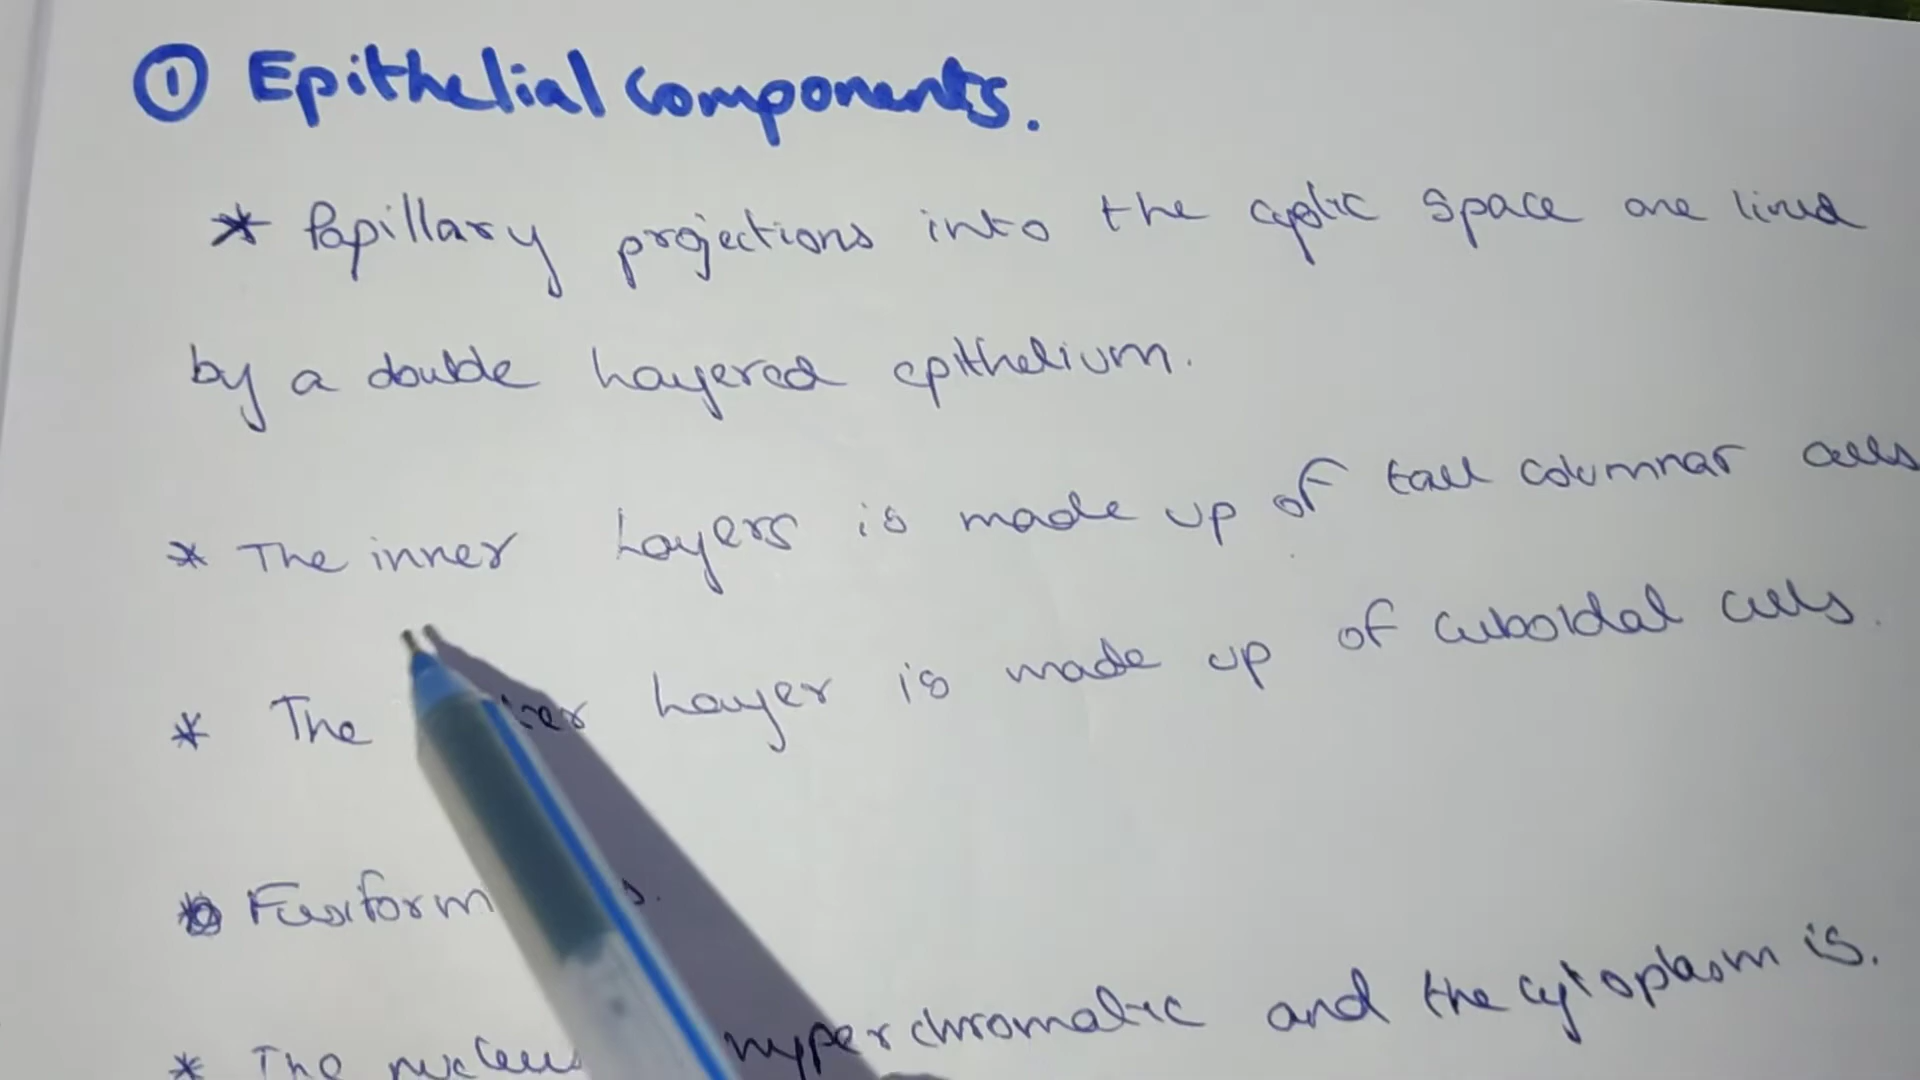 ① Epithelial components.
* Papillary projections into the cystic space are lined
by a double layered epithelium.
* The inner Layers is made up of tall columnar cells
* The layer is made up of cuboidal cells.
Fusiform
* The nucleus hyperchromatic and the cytoplasm is.